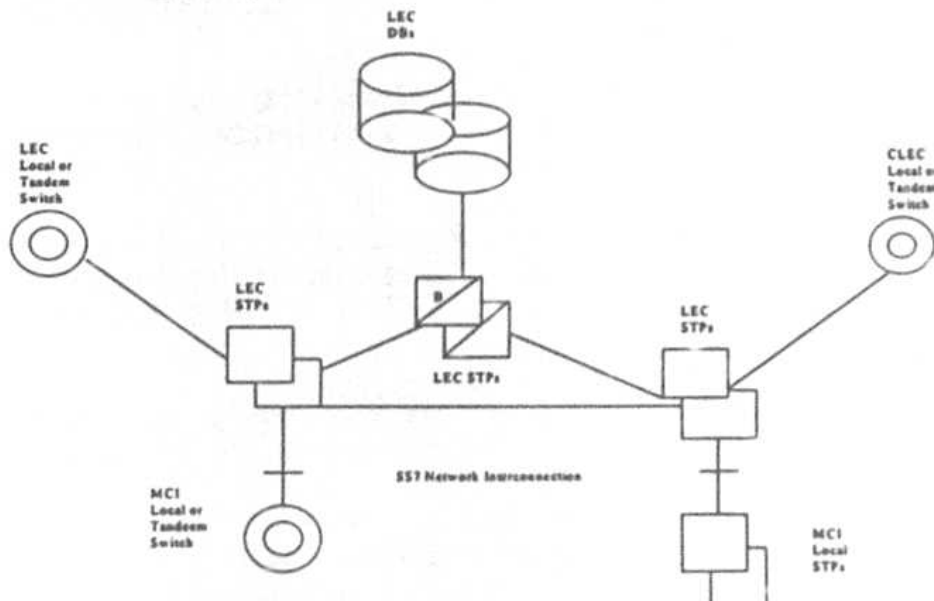 LEC
DBs
LEC
Local or
Tandem
Switch
CLEC
Local or
Tandem
Switch
LEC
STPs
B
LEC
STPs
LEC STPs
SS7 Network Interconnection
MCI
Local or
Tandeem
Switch
MCI
Local
STPs